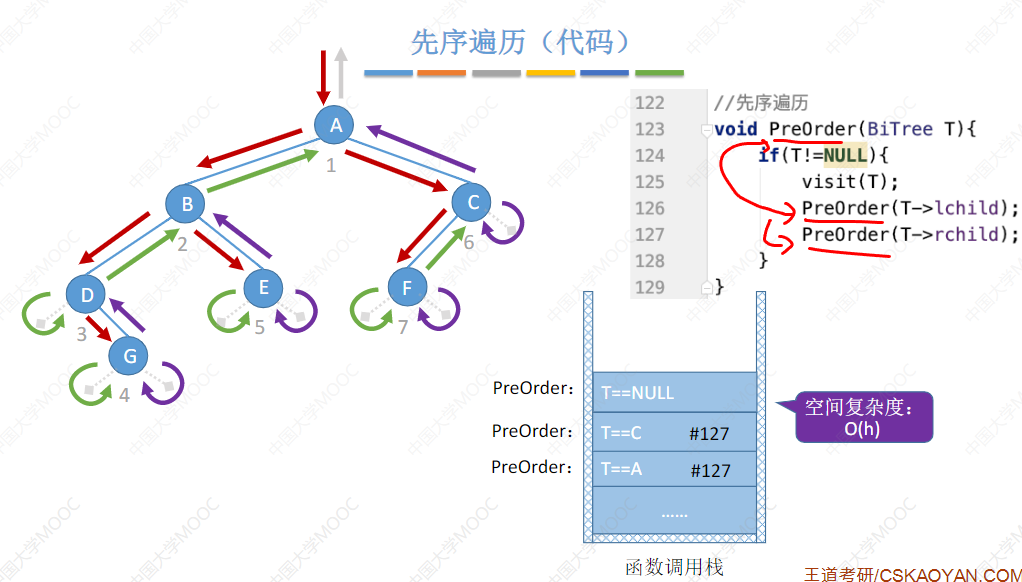 先序遍历（代码）
A
1
B
2
C
6
D
3
E
5
F
7
G
4
122 //先序遍历
123 void PreOrder(BiTree T){
124 if(T!=NULL){
125 visit(T);
126 PreOrder(T->lchild);
127 PreOrder(T->rchild);
128 }
129 }
PreOrder: T==NULL
PreOrder: T==C #127
PreOrder: T==A #127
……
空间复杂度：
O(h)
函数调用栈
王道考研/CSKAOYAN.COM
中国大学MOOC